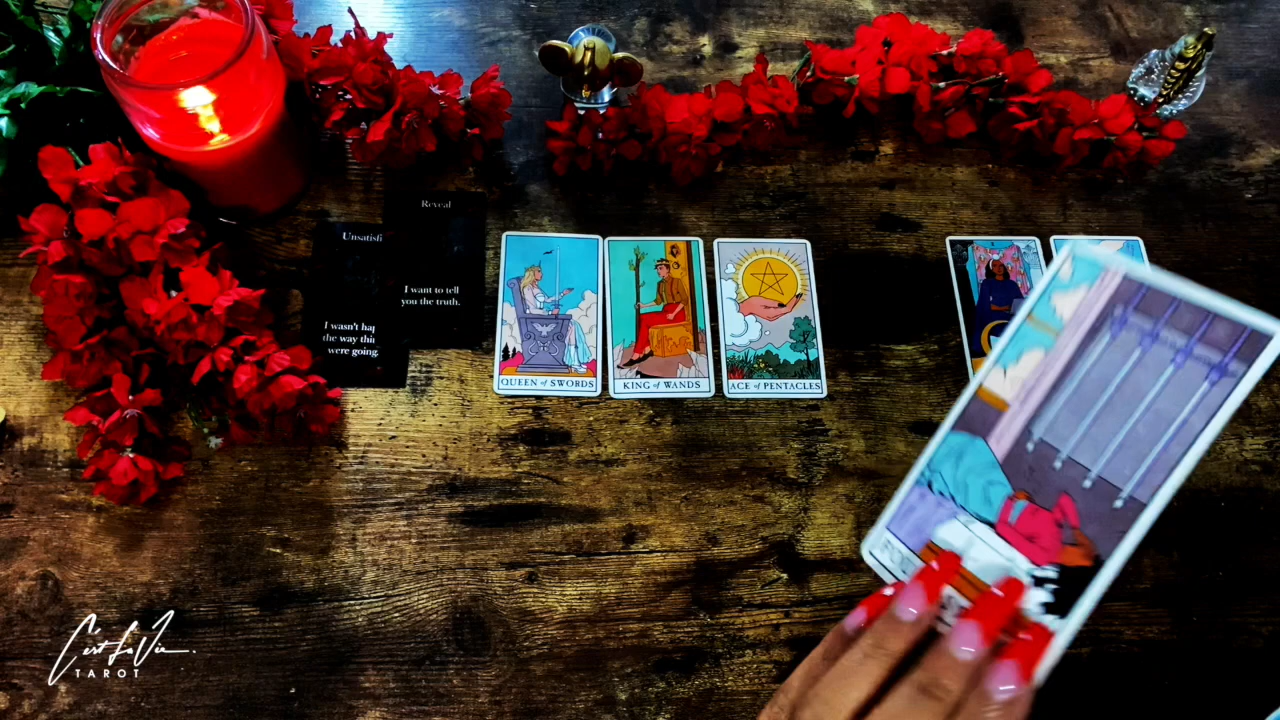 Reveal
Unsatisfi
I want to tell
you the truth.
I wasn't hap
the way thi
were going.
QUEEN of SWORDS
KING of WANDS
ACE of PENTACLES
C'est La Vie
TAROT